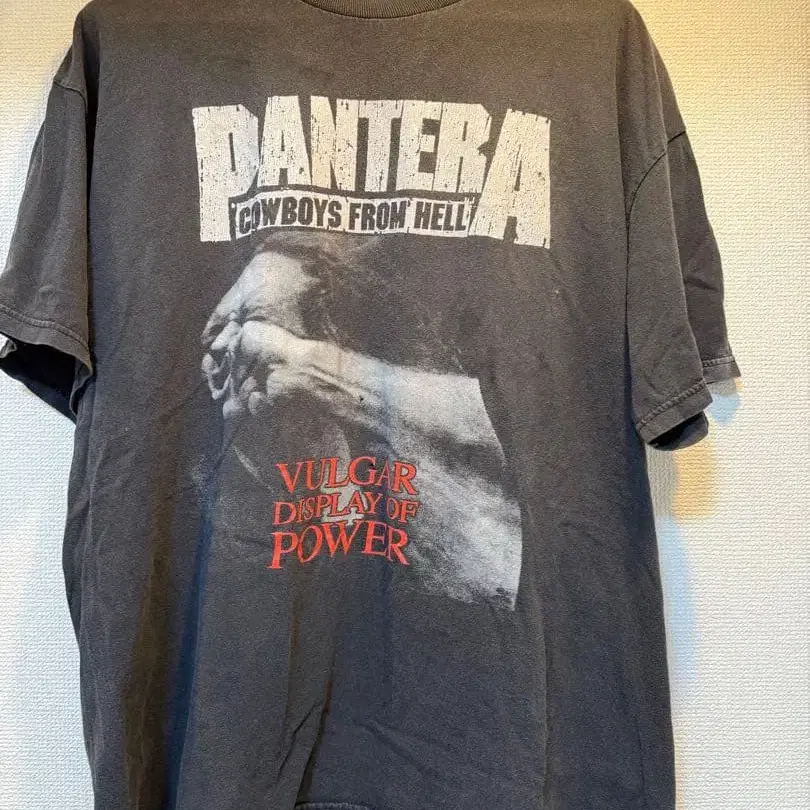 PANTERA
COWBOYS FROM HELL
VULGAR
DISPLAY OF
POWER